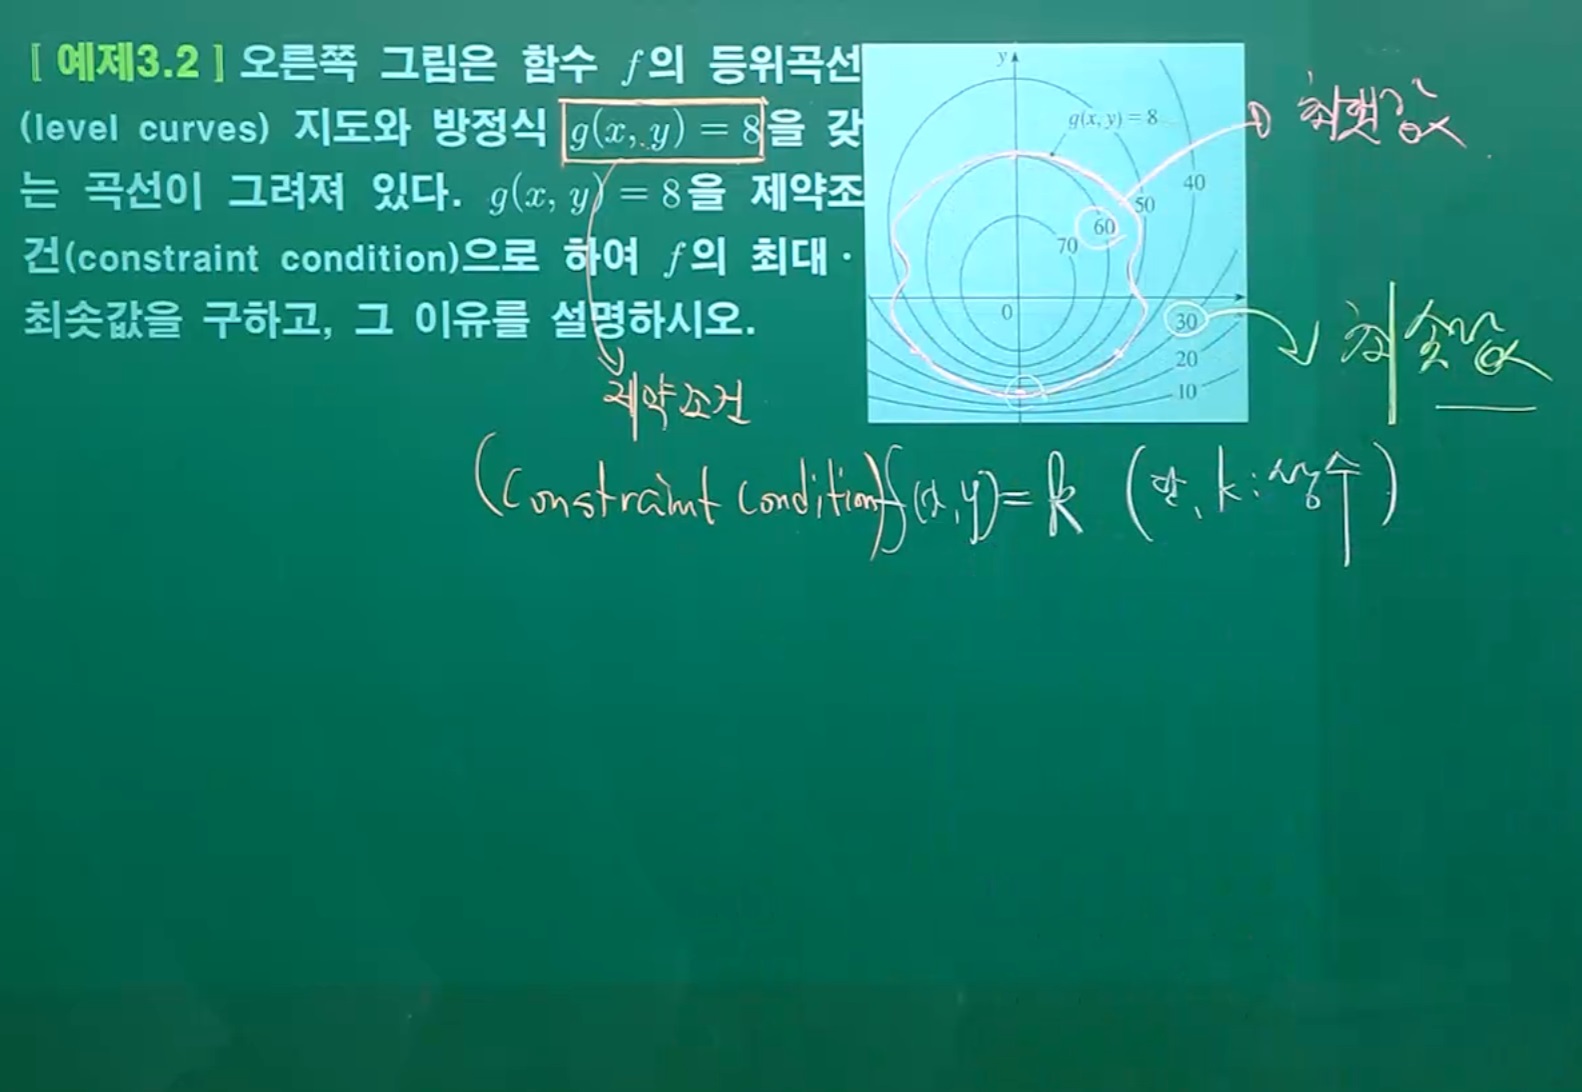 [ 예제3.2 ] 오른쪽 그림은 함수 f의 등위곡선
(level curves) 지도와 방정식 g(x, y) = 8을 갖
는 곡선이 그려져 있다. g(x, y) = 8을 제약조
건(constraint condition)으로 하여 f의 최대·
최솟값을 구하고, 그 이유를 설명하시오.
y
g(x, y) = 8
40
50
60
70
0
30
20
10
최댓값
최솟값
제약조건
(Constraint condition)
f(x,y) = k (단, k: 상수)